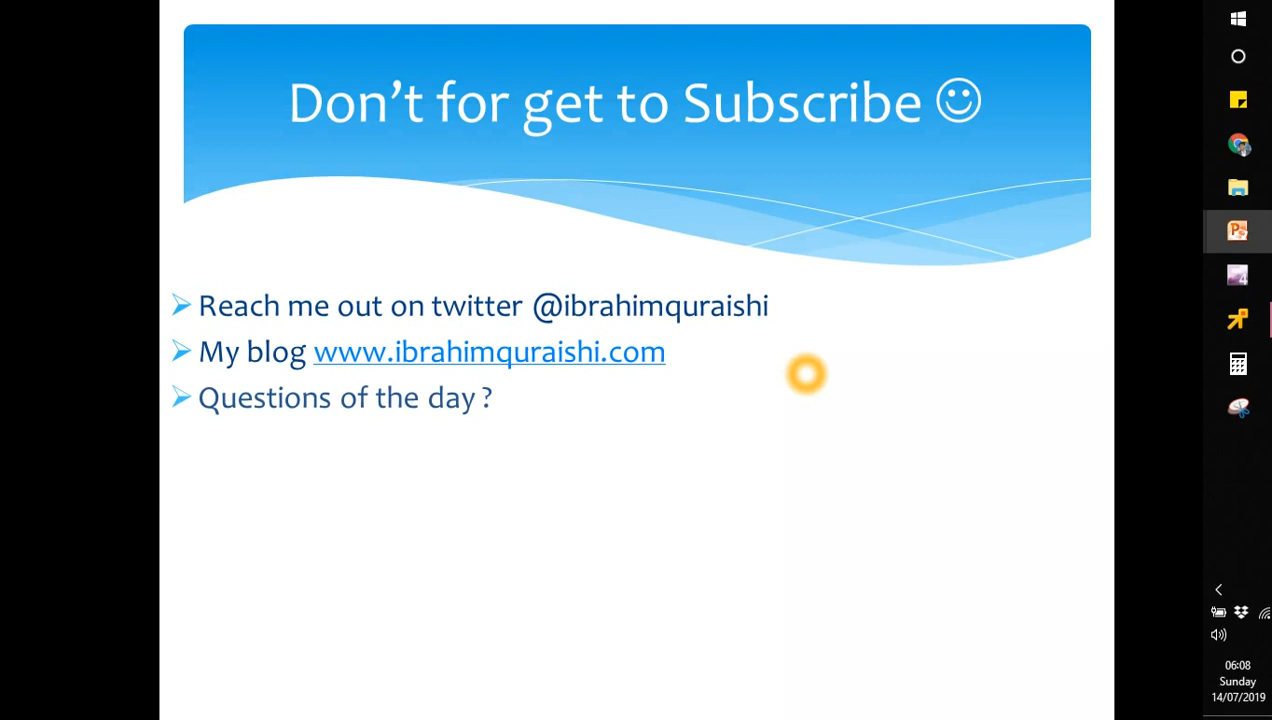 Don't for get to Subscribe ☺
Reach me out on twitter @ibrahimquraishi
My blog www.ibrahimquraishi.com
Questions of the day ?
06:08
Sunday
14/07/2019